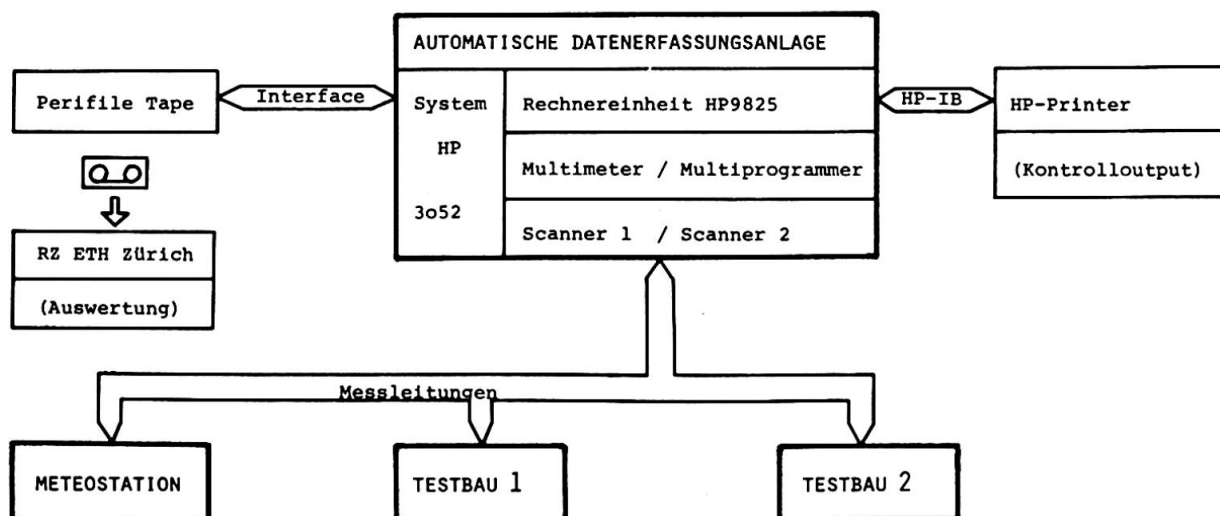 AUTOMATISCHE DATENERFASSUNGSANLAGE
Perifile Tape
Interface
System
HP
3o52
Rechnereinheit HP9825
Multimeter / Multiprogrammer
Scanner 1 / Scanner 2
HP-IB
HP-Printer
(Kontrolloutput)
RZ ETH Zürich
(Auswertung)
Messleitungen
METEOSTATION
TESTBAU 1
TESTBAU 2